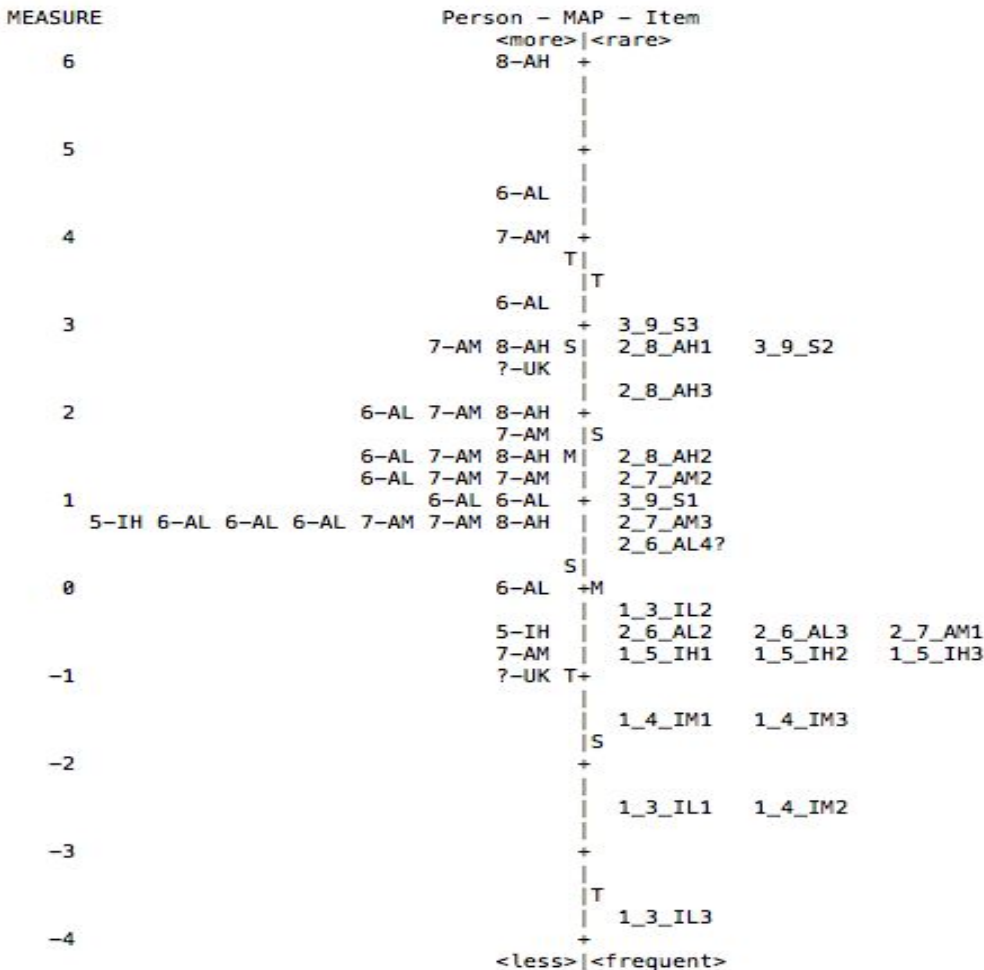 MEASURE Person - MAP - Item
<more>|<rare>
6 8-AH +
|
|
|
5 +
|
6-AL |
|
4 7-AM +
T|
|T
6-AL |
3 + 3_9_S3
7-AM 8-AH S| 2_8_AH1 3_9_S2
?-UK |
| 2_8_AH3
2 6-AL 7-AM 8-AH +
7-AM |S
6-AL 7-AM 8-AH M| 2_8_AH2
6-AL 7-AM 7-AM | 2_7_AM2
1 6-AL 6-AL + 3_9_S1
5-IH 6-AL 6-AL 6-AL 7-AM 7-AM 8-AH | 2_7_AM3
| 2_6_AL4?
S|
0 6-AL +M
| 1_3_IL2
5-IH | 2_6_AL2 2_6_AL3 2_7_AM1
7-AM | 1_5_IH1 1_5_IH2 1_5_IH3
-1 ?-UK T+
|
| 1_4_IM1 1_4_IM3
|S
-2 +
|
| 1_3_IL1 1_4_IM2
|
-3 +
|
|T
| 1_3_IL3
-4 +
<less>|<frequent>